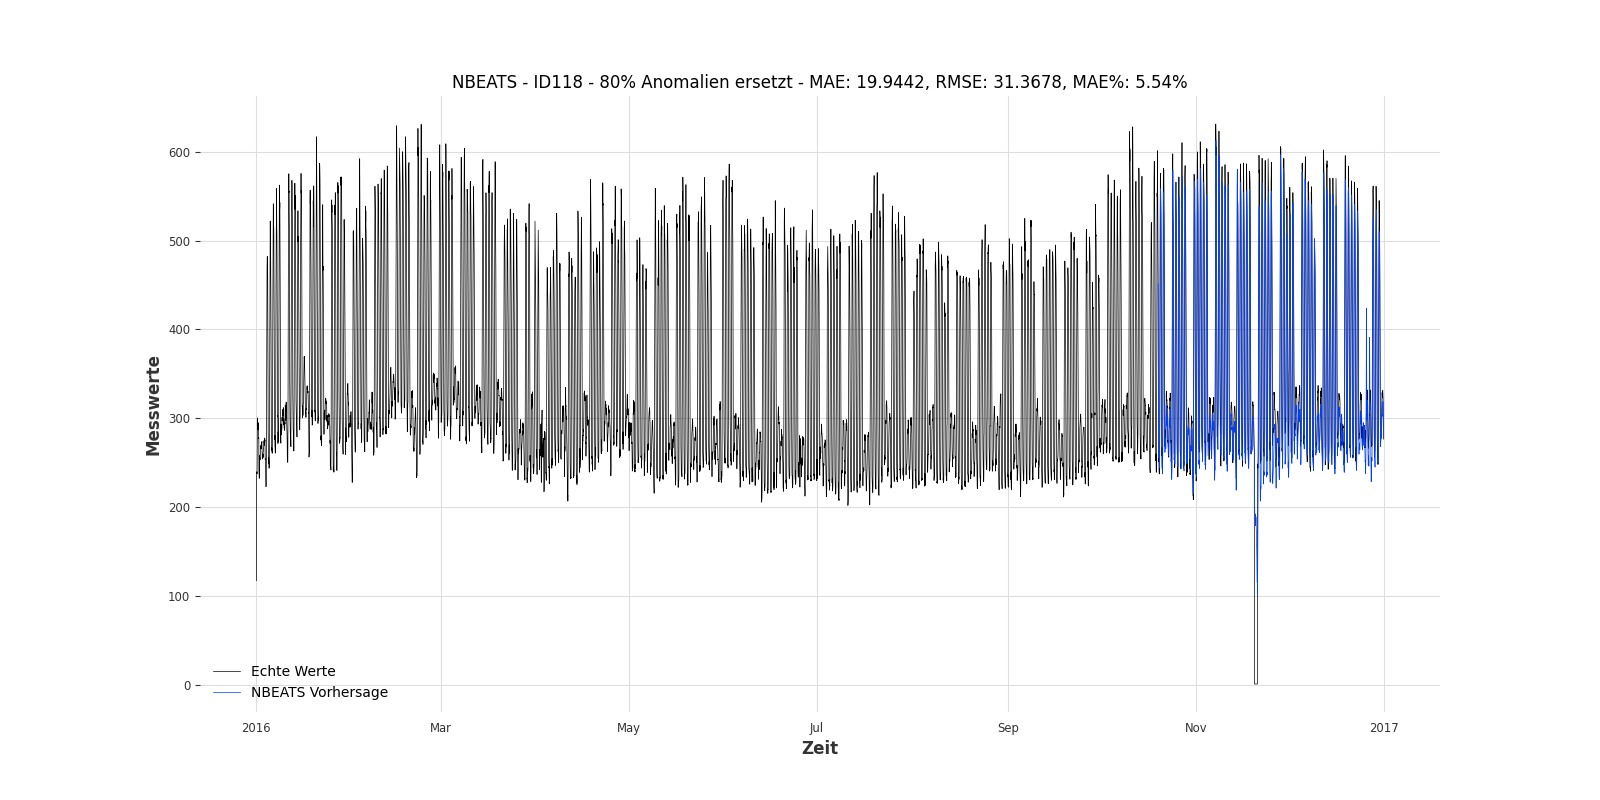 NBEATS - ID118 - 80% Anomalien ersetzt - MAE: 19.9442, RMSE: 31.3678, MAE%: 5.54%
Messwerte
600
500
400
300
200
100
0
Echte Werte
NBEATS Vorhersage
2016 Mar May Jul Sep Nov 2017
Zeit